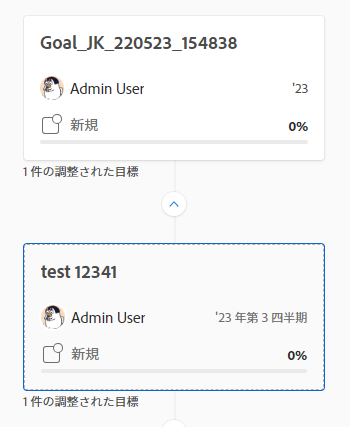 Goal_JK_220523_154838
Admin User '23
新規 0%
1 件の調整された目標
test 12341
Admin User '23 年第 3 四半期
新規 0%
1 件の調整された目標